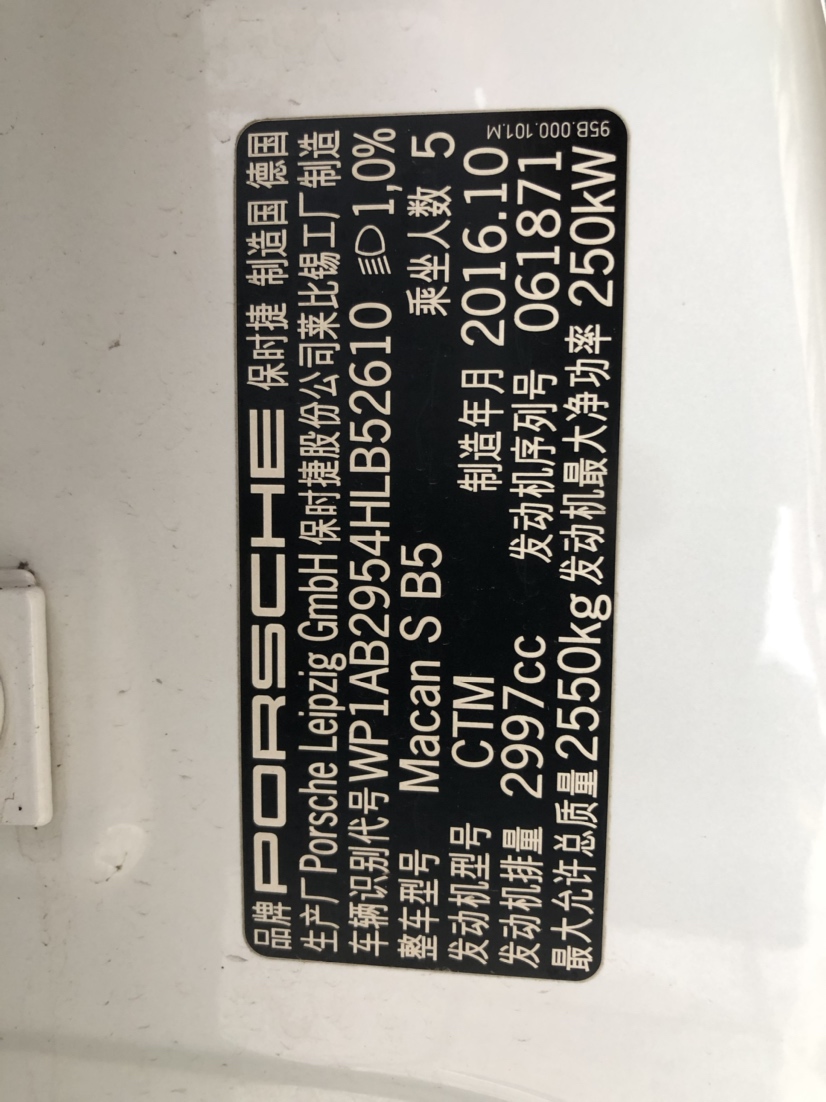 品牌 PORSCHE 保时捷 制造国 德国
生产厂 Porsche Leipzig GmbH 保时捷股份公司莱比锡工厂制造
车辆识别代号 WP1AB2954HLB52610 1,0%
整车型号 Macan S B5 乘坐人数 5
发动机型号 CTM 制造年月 2016.10
发动机排量 2997cc 发动机序列号 061871
最大允许总质量 2550kg 发动机最大净功率 250kW
95B.000.101.M